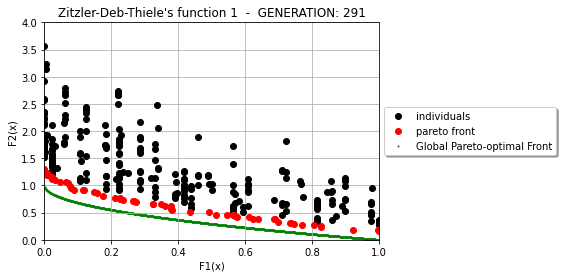 Zitzler-Deb-Thiele's function 1 - GENERATION: 291
F2(x)
4.0
3.5
3.0
2.5
2.0
1.5
1.0
0.5
0.0
0.0 0.2 0.4 0.6 0.8 1.0
F1(x)
individuals
pareto front
Global Pareto-optimal Front